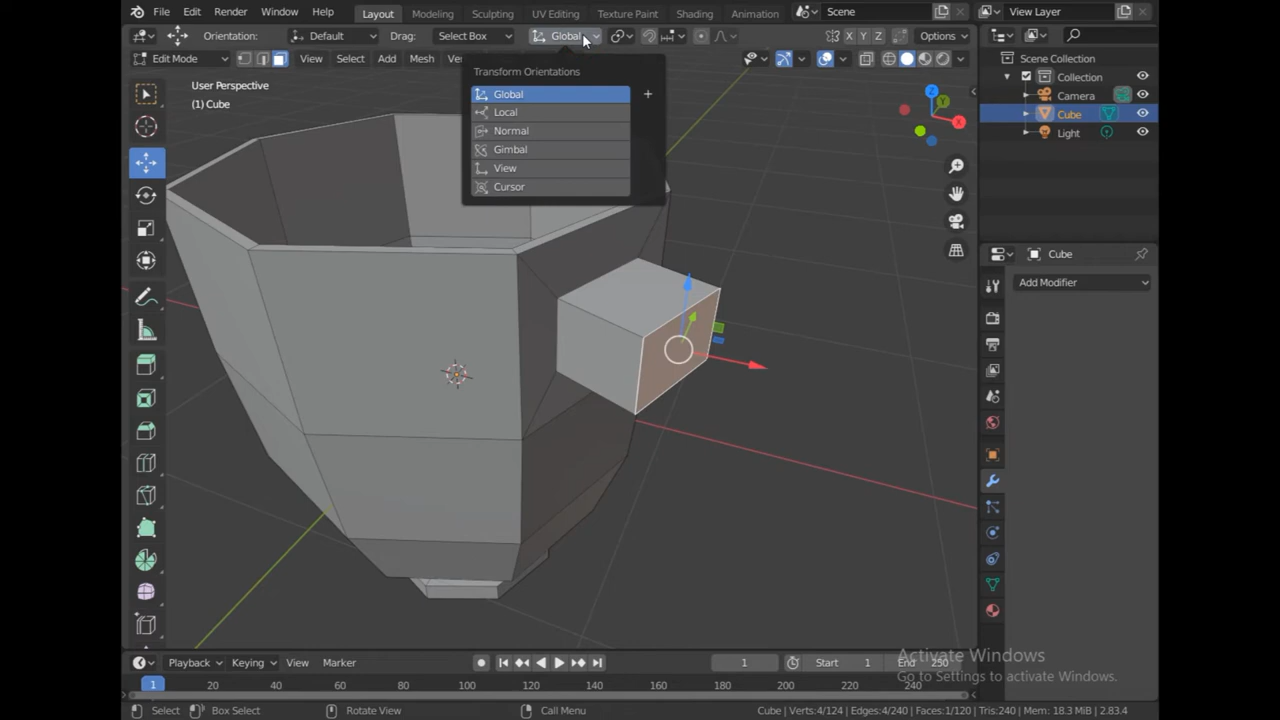 File Edit Render Window Help Layout Modeling Sculpting UV Editing Texture Paint Shading Animation Scene View Layer
Orientation: Default Drag: Select Box Global X Y Z Options
Edit Mode View Select Add Mesh
User Perspective
(1) Cube
Transform Orientations
Global
Local
Normal
Gimbal
View
Cursor
Z
Y
X
Scene Collection
Collection
Camera
Cube
Light
Cube
Add Modifier
Playback Keying View Marker 1 Start 1 End 250
1 20 40 60 80 100 120 140 160 180 200 220 240
Activate Windows
Go to Settings to activate Windows.
Select Box Select Rotate View Call Menu Cube | Verts:4/124 | Edges:4/240 | Faces:1/120 | Tris:240 | Mem: 18.3 MiB | 2.83.4